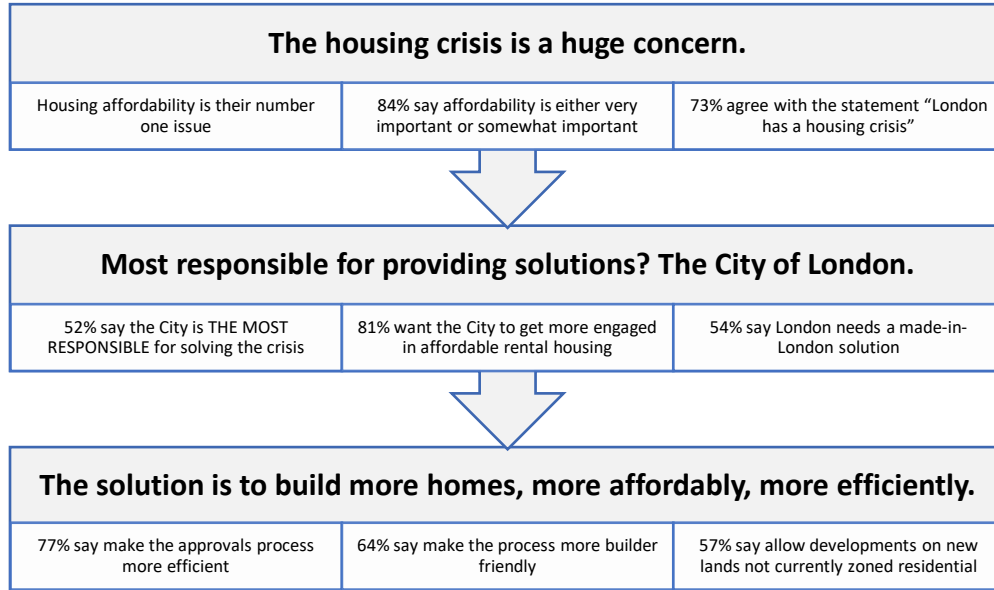 The housing crisis is a huge concern.
Housing affordability is their number
one issue
84% say affordability is either very
important or somewhat important
73% agree with the statement “London
has a housing crisis”
Most responsible for providing solutions? The City of London.
52% say the City is THE MOST
RESPONSIBLE for solving the crisis
81% want the City to get more engaged
in affordable rental housing
54% say London needs a made-in-
London solution
The solution is to build more homes, more affordably, more efficiently.
77% say make the approvals process
more efficient
64% say make the process more builder
friendly
57% say allow developments on new
lands not currently zoned residential